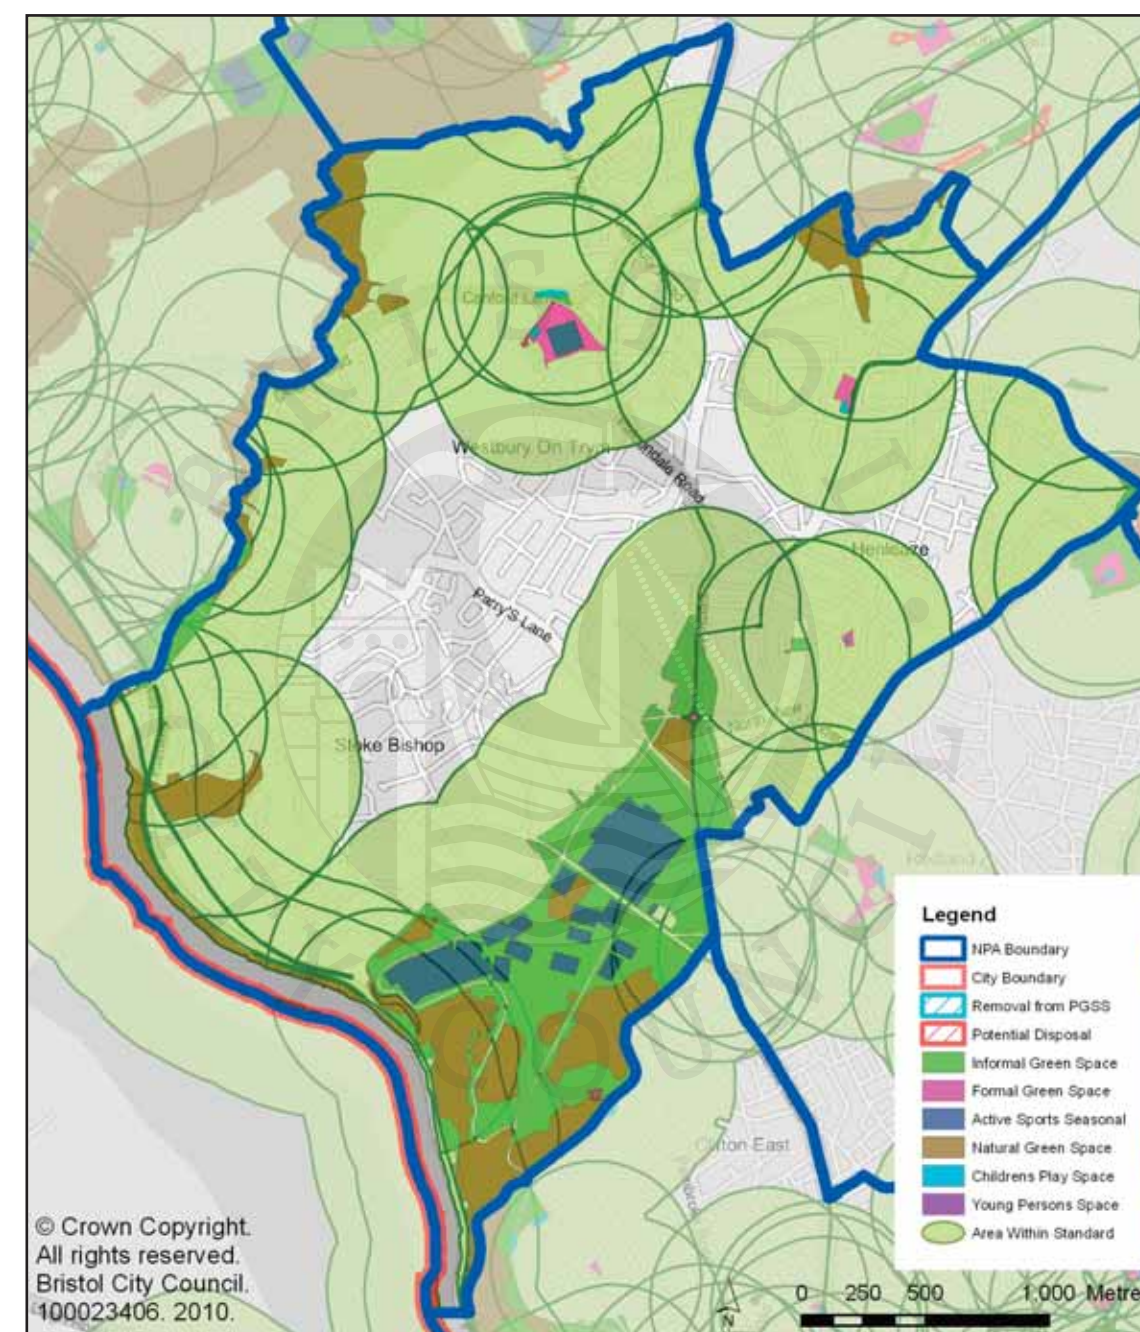 Westbury On Trym
Henleaze
Parry'S Lane
Stoke Bishop
Legend
NPA Boundary
City Boundary
Removal from PGSS
Potential Disposal
Informal Green Space
Formal Green Space
Active Sports Seasonal
Natural Green Space
Childrens Play Space
Young Persons Space
Area Within Standard
© Crown Copyright.
All rights reserved.
Bristol City Council.
100023406. 2010.
0 250 500 1,000 Metre
N